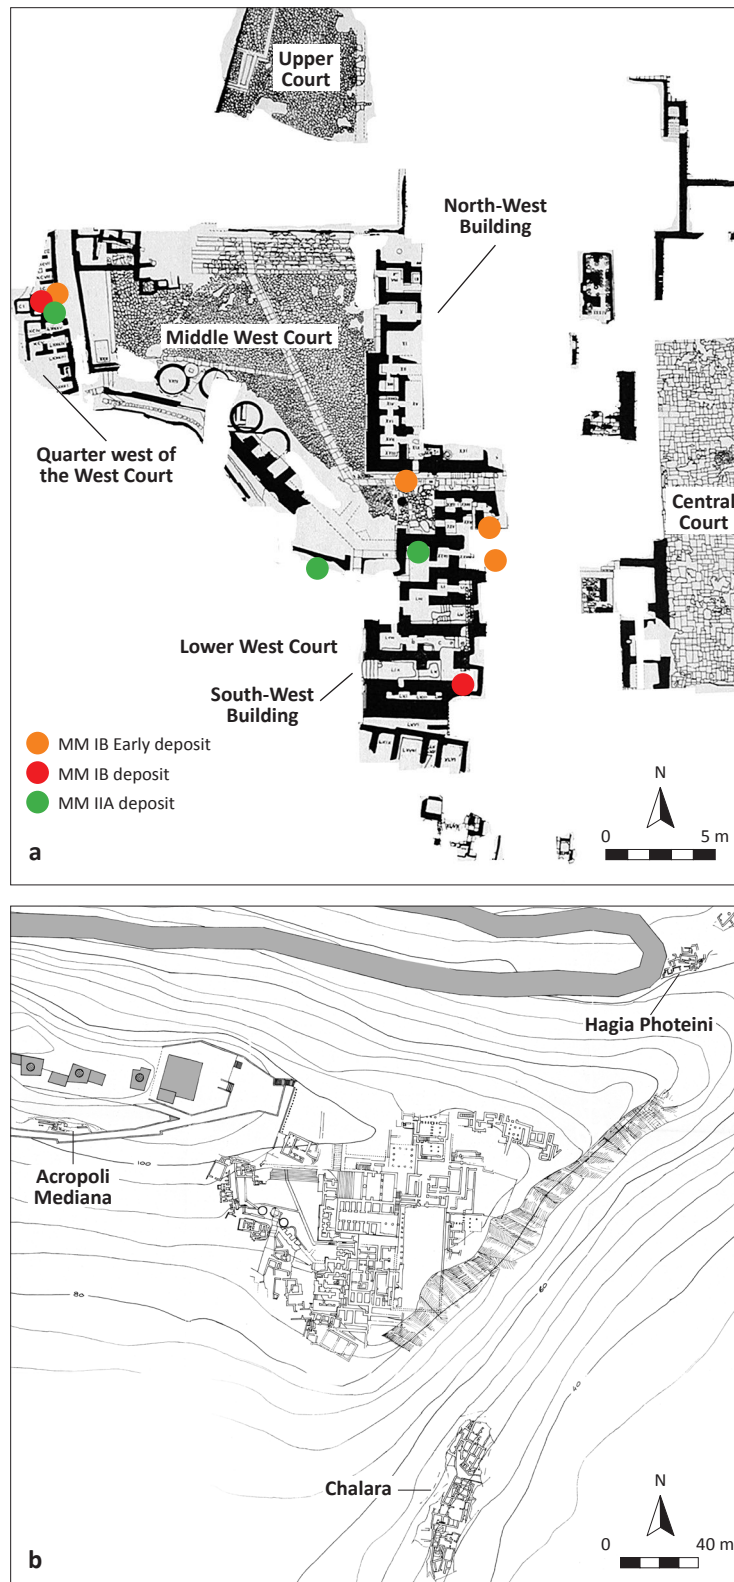 Upper
Court
North-West
Building
Middle West Court
Quarter west of
the West Court
Central
Court
Lower West Court
South-West
Building
MM IB Early deposit
MM IB deposit
MM IIA deposit
N
0 5 m
a
Hagia Photeini
Acropoli
Mediana
100
80
60
40
Chalara
N
0 40 m
b